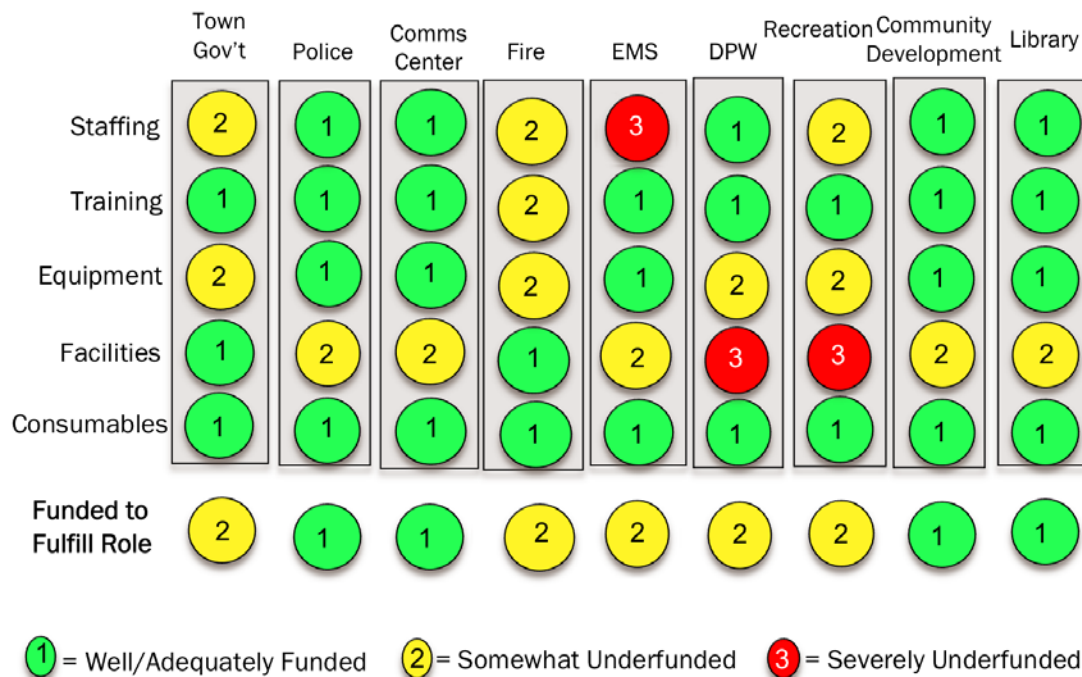 Town Gov't Police Comms Center Fire EMS DPW Recreation Community Development Library
Staffing 2 1 1 2 3 1 2 1 1
Training 1 1 1 2 1 1 1 1 1
Equipment 2 1 1 2 1 2 2 1 1
Facilities 1 2 2 1 2 3 3 2 2
Consumables 1 1 1 1 1 1 1 1 1
Funded to Fulfill Role 2 1 1 2 2 2 2 1 1
1 = Well/Adequately Funded 2 = Somewhat Underfunded 3 = Severely Underfunded